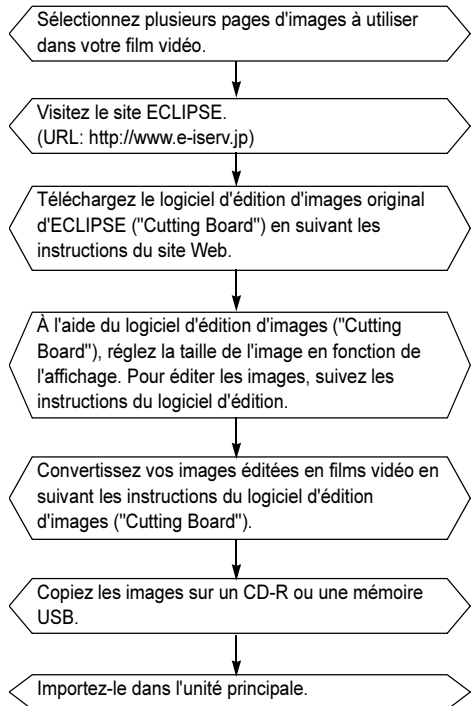 Sélectionnez plusieurs pages d'images à utiliser
dans votre film vidéo.
Visitez le site ECLIPSE.
(URL: http://www.e-iserv.jp)
Téléchargez le logiciel d'édition d'images original
d'ECLIPSE ("Cutting Board") en suivant les
instructions du site Web.
À l'aide du logiciel d'édition d'images ("Cutting
Board"), réglez la taille de l'image en fonction de
l'affichage. Pour éditer les images, suivez les
instructions du logiciel d'édition.
Convertissez vos images éditées en films vidéo en
suivant les instructions du logiciel d'édition
d'images ("Cutting Board").
Copiez les images sur un CD-R ou une mémoire
USB.
Importez-le dans l'unité principale.